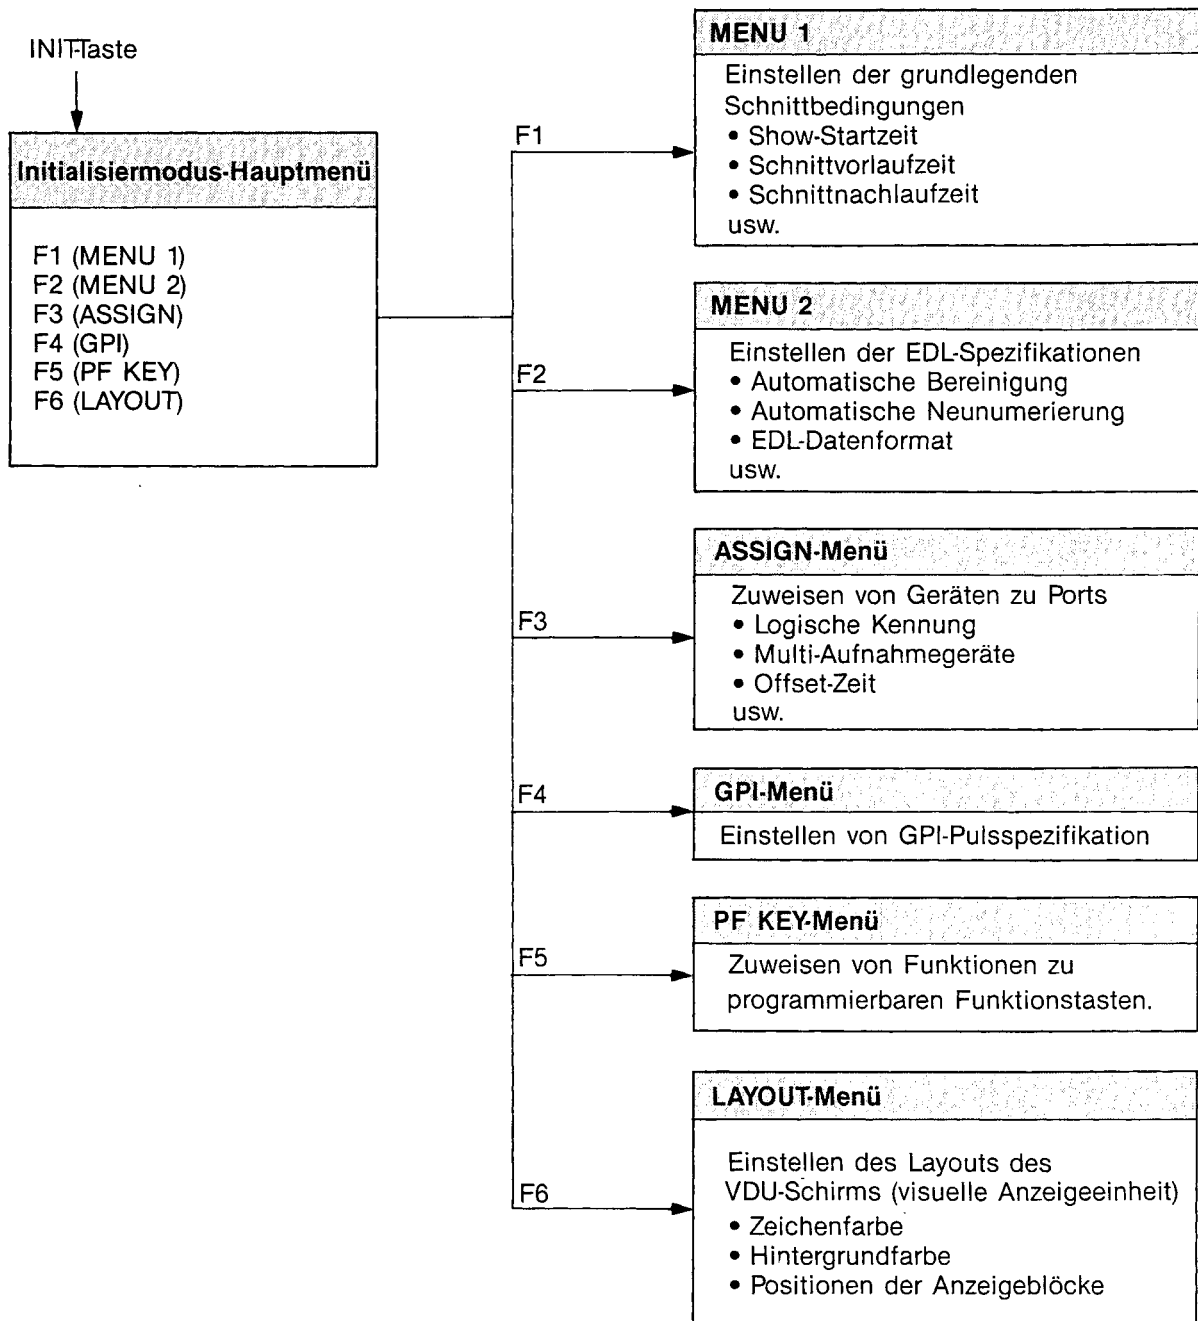 INIT-Taste
Initialisiermodus-Hauptmenü
F1 (MENU 1)
F2 (MENU 2)
F3 (ASSIGN)
F4 (GPI)
F5 (PF KEY)
F6 (LAYOUT)
F1
MENU 1
Einstellen der grundlegenden
Schnittbedingungen
• Show-Startzeit
• Schnittvorlaufzeit
• Schnittnachlaufzeit
usw.
F2
MENU 2
Einstellen der EDL-Spezifikationen
• Automatische Bereinigung
• Automatische Neunumerierung
• EDL-Datenformat
usw.
F3
ASSIGN-Menü
Zuweisen von Geräten zu Ports
• Logische Kennung
• Multi-Aufnahmegeräte
• Offset-Zeit
usw.
F4
GPI-Menü
Einstellen von GPI-Pulsspezifikation
F5
PF KEY-Menü
Zuweisen von Funktionen zu
programmierbaren Funktionstasten.
F6
LAYOUT-Menü
Einstellen des Layouts des
VDU-Schirms (visuelle Anzeigeeinheit)
• Zeichenfarbe
• Hintergrundfarbe
• Positionen der Anzeigeblöcke